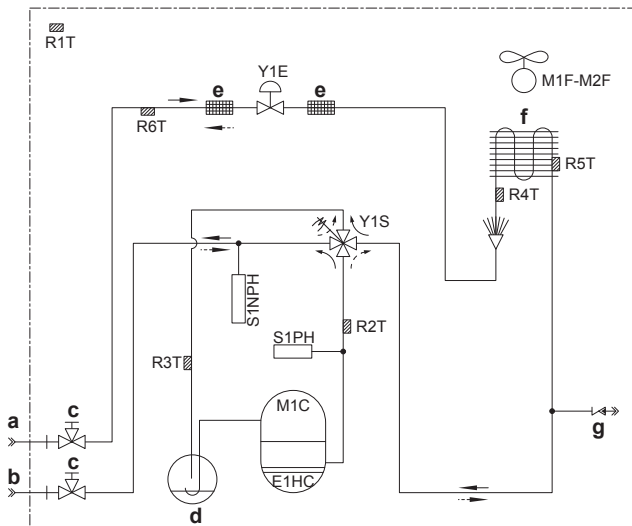 R1T
Y1E
M1F-M2F
e
e
f
R6T
R5T
R4T
Y1S
S1NPH
S1PH
R2T
R3T
M1C
a
c
g
b
c
E1HC
d